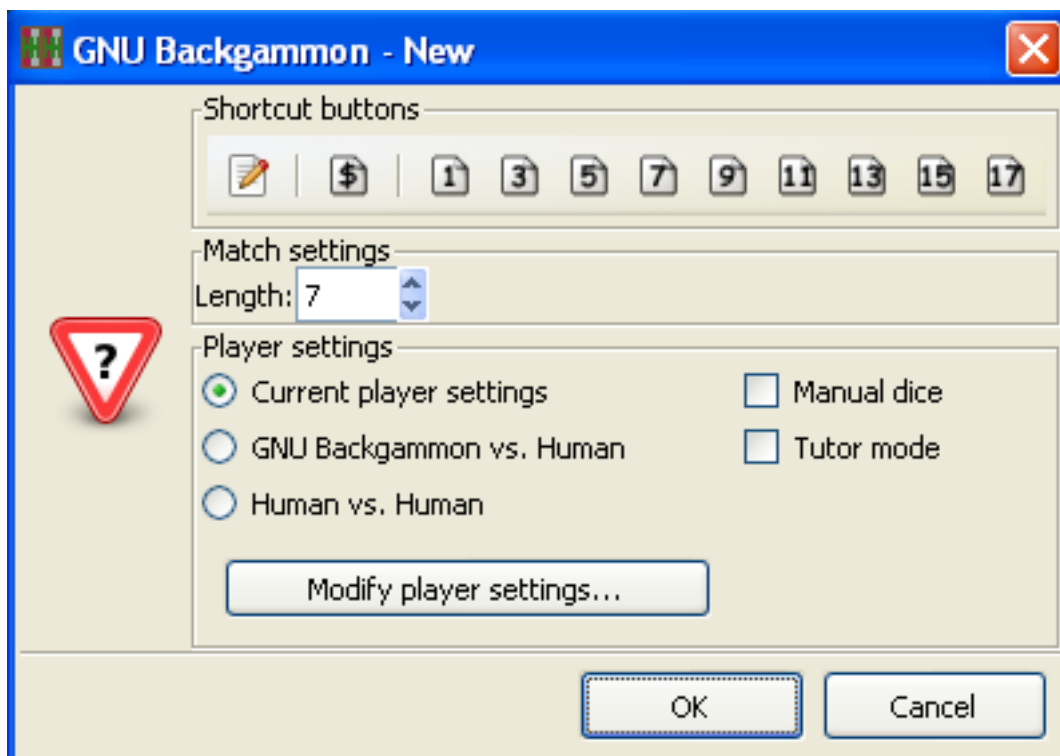 GNU Backgammon - New
Shortcut buttons
$ 1 3 5 7 9 11 13 15 17
Match settings
Length: 7
?
Player settings
Current player settings Manual dice
GNU Backgammon vs. Human Tutor mode
Human vs. Human
Modify player settings...
OK Cancel